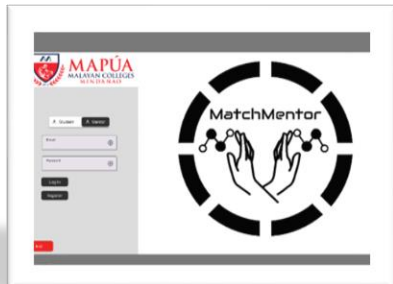 MAPÚA
MALAYAN COLLEGES
MINDANAO
MatchMentor
Student
Mentor
Email
Password
Log In
Register